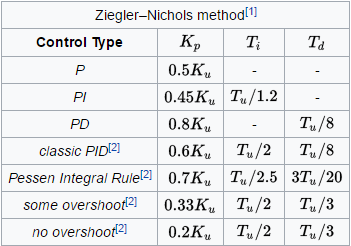 Ziegler–Nichols method[1]
Control Type Kp Ti Td
P 0.5Ku - -
PI 0.45Ku Tu/1.2 -
PD 0.8Ku - Tu/8
classic PID[2] 0.6Ku Tu/2 Tu/8
Pessen Integral Rule[2] 0.7Ku Tu/2.5 3Tu/20
some overshoot[2] 0.33Ku Tu/2 Tu/3
no overshoot[2] 0.2Ku Tu/2 Tu/3